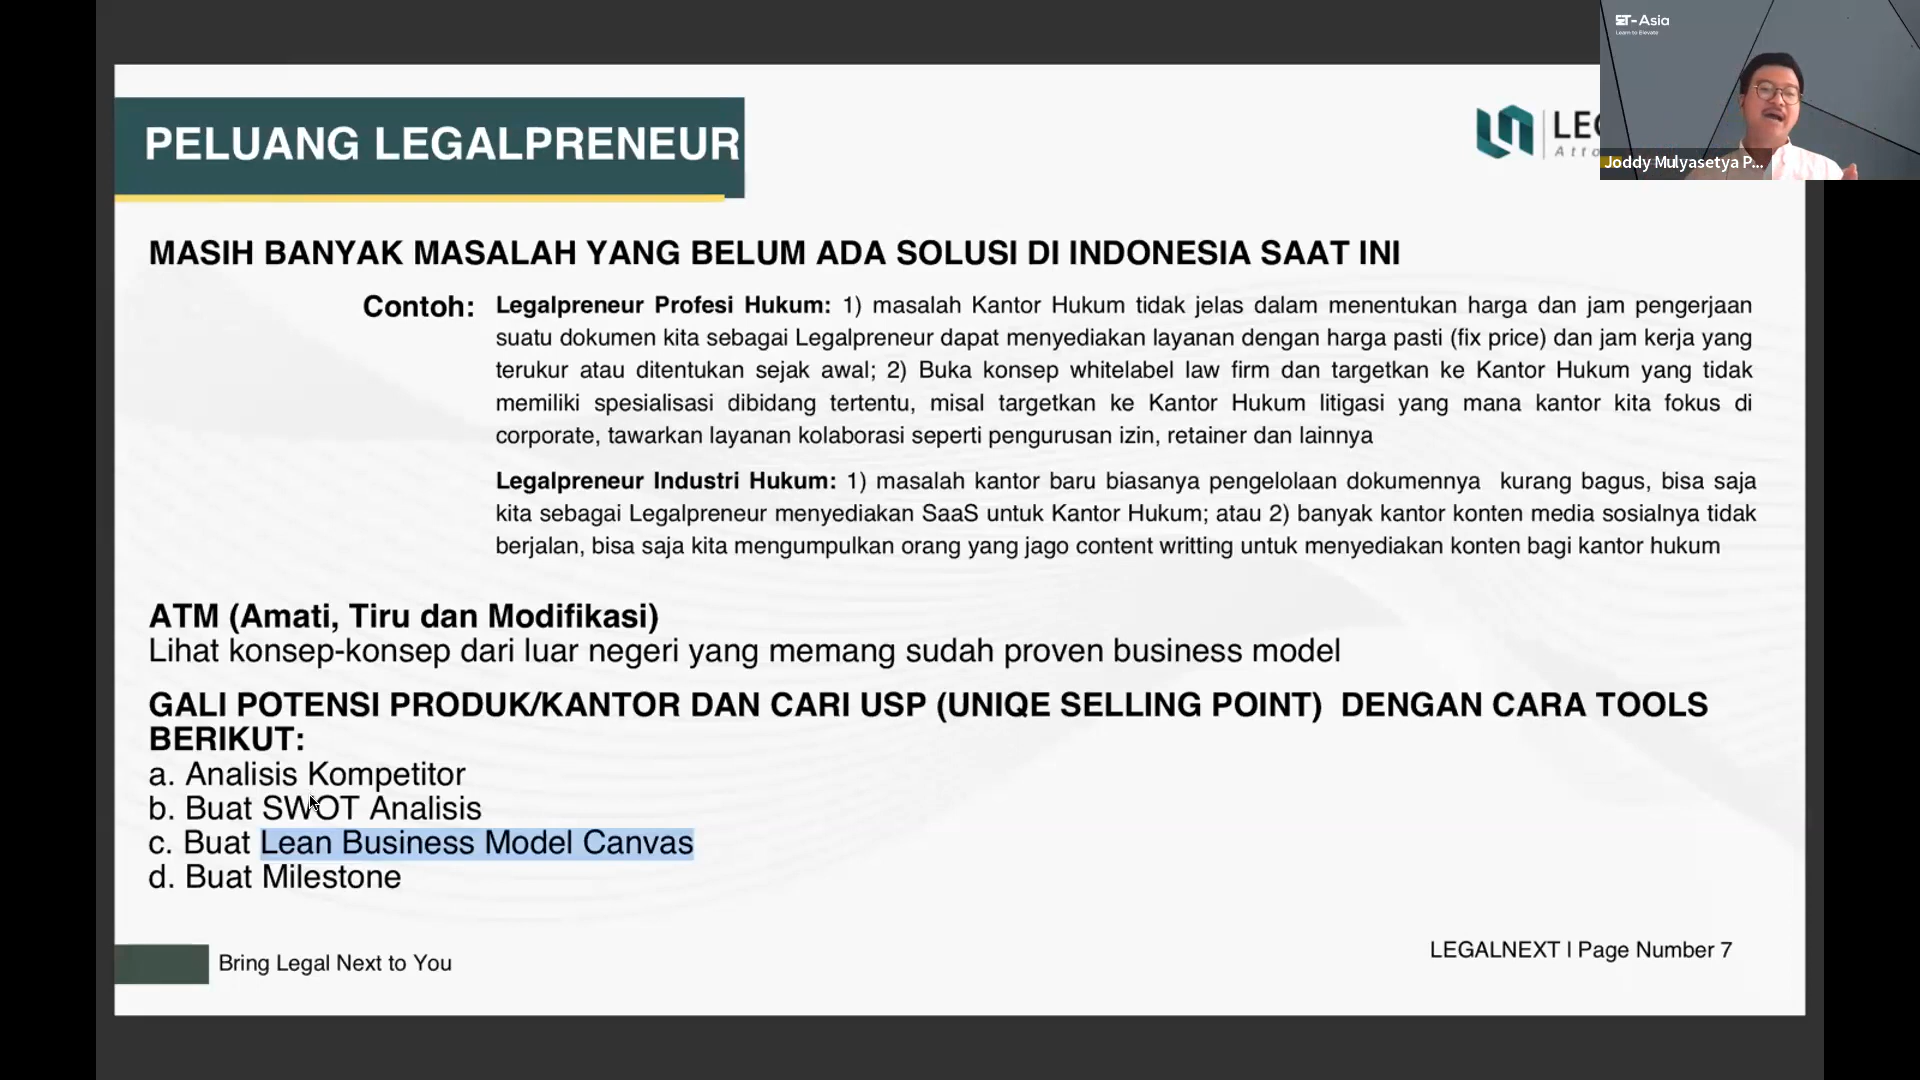 ST-Asia
Learn to Elevate
PELUANG LEGALPRENEUR
Joddy Mulyasetya P...
MASIH BANYAK MASALAH YANG BELUM ADA SOLUSI DI INDONESIA SAAT INI
Contoh: Legalpreneur Profesi Hukum: 1) masalah Kantor Hukum tidak jelas dalam menentukan harga dan jam pengerjaan
suatu dokumen kita sebagai Legalpreneur dapat menyediakan layanan dengan harga pasti (fix price) dan jam kerja yang
terukur atau ditentukan sejak awal; 2) Buka konsep whitelabel law firm dan targetkan ke Kantor Hukum yang tidak
memiliki spesialisasi dibidang tertentu, misal targetkan ke Kantor Hukum litigasi yang mana kantor kita fokus di
corporate, tawarkan layanan kolaborasi seperti pengurusan izin, retainer dan lainnya
Legalpreneur Industri Hukum: 1) masalah kantor baru biasanya pengelolaan dokumennya kurang bagus, bisa saja
kita sebagai Legalpreneur menyediakan SaaS untuk Kantor Hukum; atau 2) banyak kantor konten media sosialnya tidak
berjalan, bisa saja kita mengumpulkan orang yang jago content writting untuk menyediakan konten bagi kantor hukum
ATM (Amati, Tiru dan Modifikasi)
Lihat konsep-konsep dari luar negeri yang memang sudah proven business model
GALI POTENSI PRODUK/KANTOR DAN CARI USP (UNIQE SELLING POINT) DENGAN CARA TOOLS
BERIKUT:
a. Analisis Kompetitor
b. Buat SWOT Analisis
c. Buat Lean Business Model Canvas
d. Buat Milestone
Bring Legal Next to You
LEGALNEXT I Page Number 7